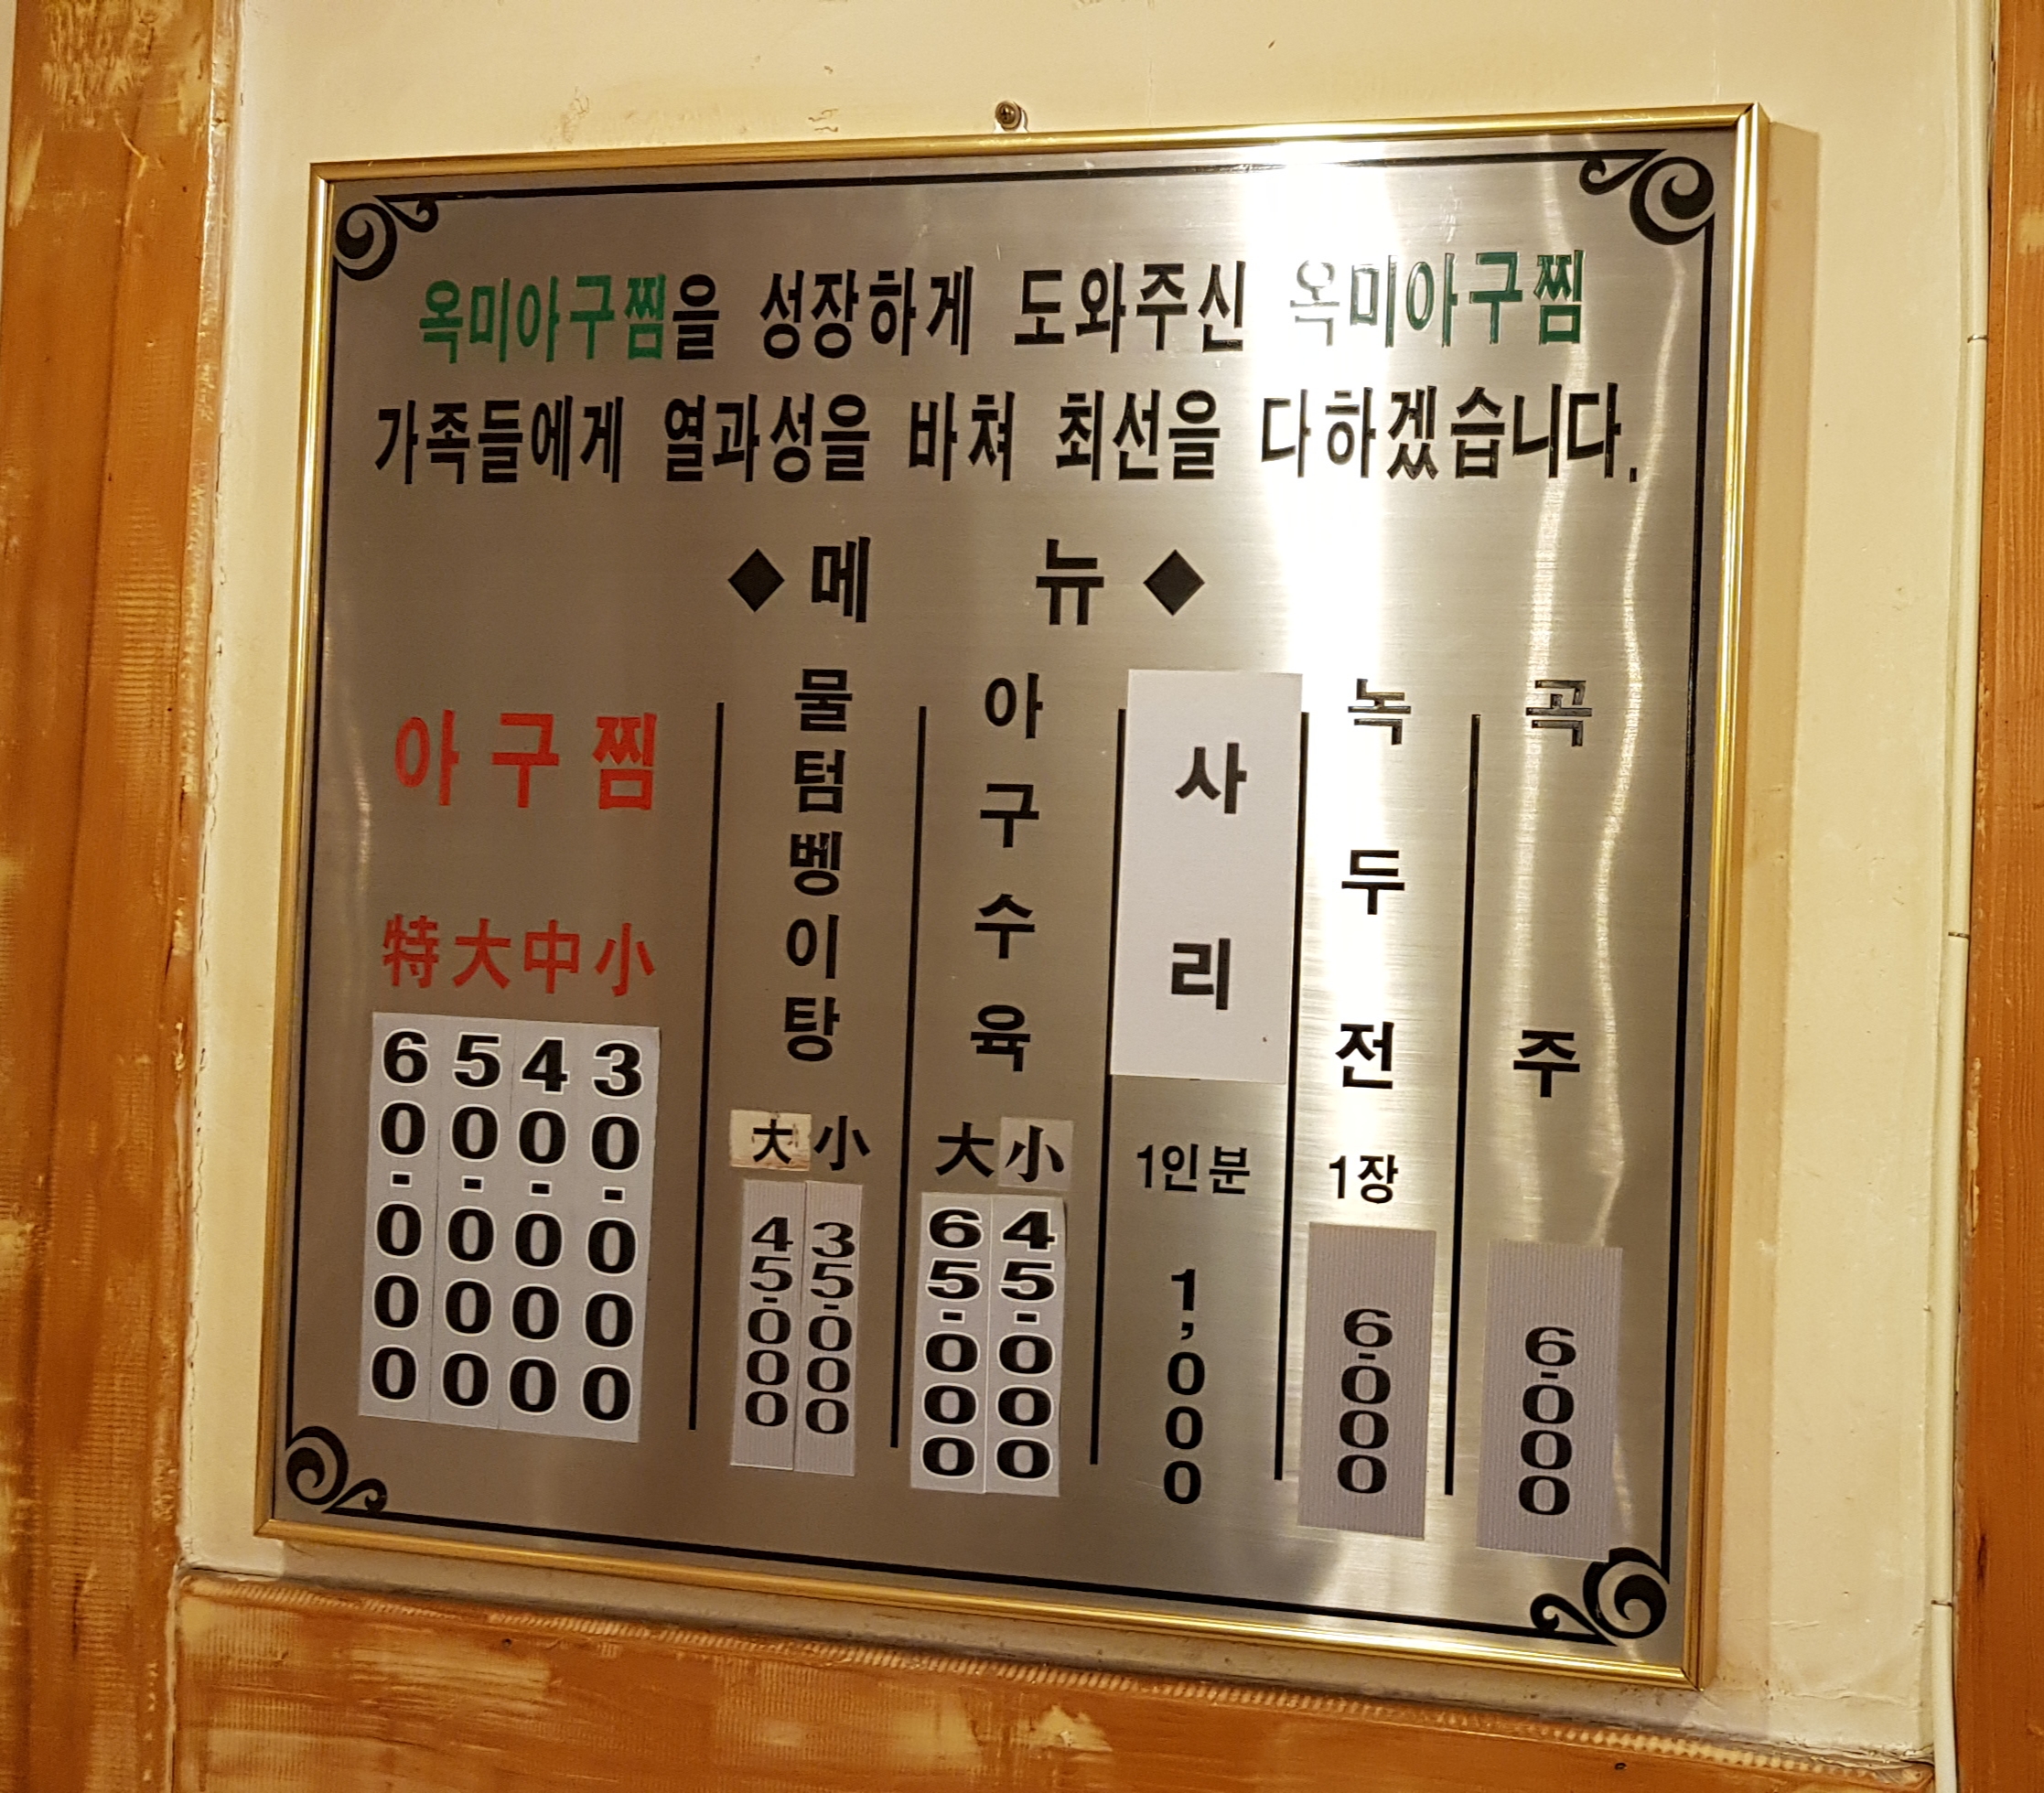 옥미아구찜을 성장하게 도와주신 옥미아구찜
가족들에게 열과성을 바쳐 최선을 다하겠습니다.
◆메 뉴◆
아구찜
特大中小
60-000
50-000
40-000
30-000
물텀벙이탕
大小
45-000
35-000
아구수육
大小
65-000
45-000
사리
1인분
1,000
녹두전
1장
6-000
곡주
6-000